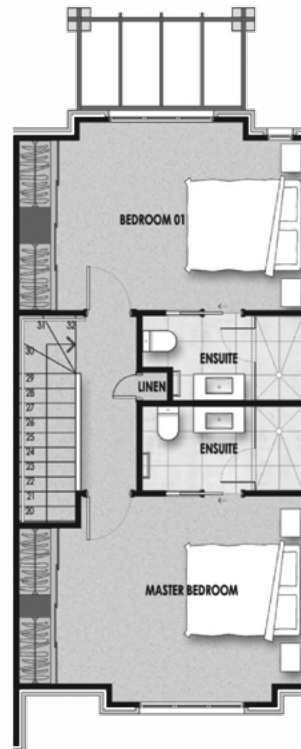 BEDROOM 01
31 32
30
ENSUITE
29
28
LINEN
27
26
25
24
ENSUITE
23
22
21
20
MASTER BEDROOM